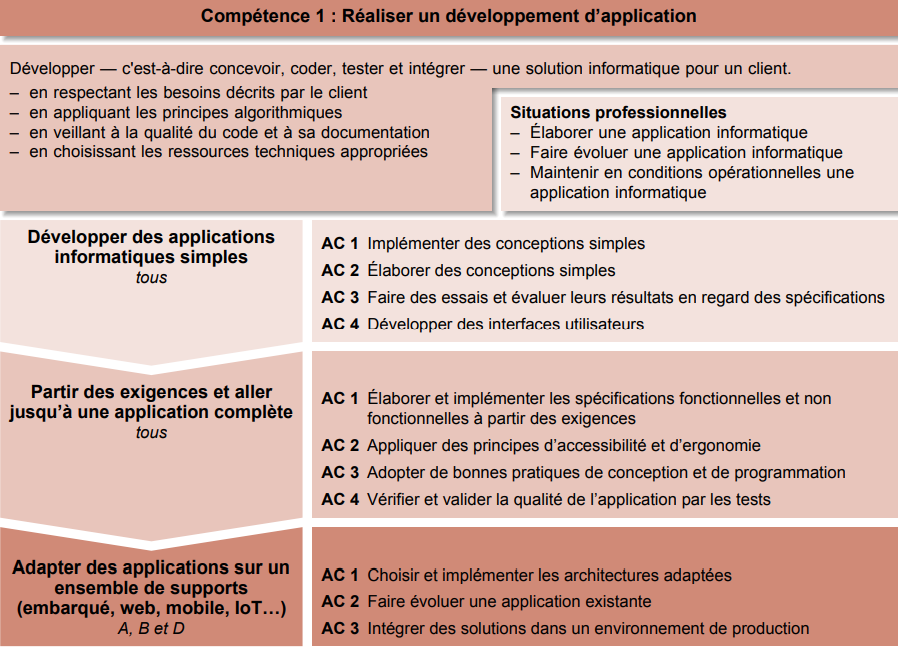 Compétence 1 : Réaliser un développement d’application
Développer — c'est-à-dire concevoir, coder, tester et intégrer — une solution informatique pour un client.
– en respectant les besoins décrits par le client
– en appliquant les principes algorithmiques
– en veillant à la qualité du code et à sa documentation
– en choisissant les ressources techniques appropriées
Situations professionnelles
– Élaborer une application informatique
– Faire évoluer une application informatique
– Maintenir en conditions opérationnelles une
application informatique
Développer des applications
informatiques simples
tous
AC 1 Implémenter des conceptions simples
AC 2 Élaborer des conceptions simples
AC 3 Faire des essais et évaluer leurs résultats en regard des spécifications
AC 4 Développer des interfaces utilisateurs
Partir des exigences et aller
jusqu’à une application complète
tous
AC 1 Élaborer et implémenter les spécifications fonctionnelles et non
fonctionnelles à partir des exigences
AC 2 Appliquer des principes d’accessibilité et d’ergonomie
AC 3 Adopter de bonnes pratiques de conception et de programmation
AC 4 Vérifier et valider la qualité de l’application par les tests
Adapter des applications sur un
ensemble de supports
(embarqué, web, mobile, IoT…)
A, B et D
AC 1 Choisir et implémenter les architectures adaptées
AC 2 Faire évoluer une application existante
AC 3 Intégrer des solutions dans un environnement de production